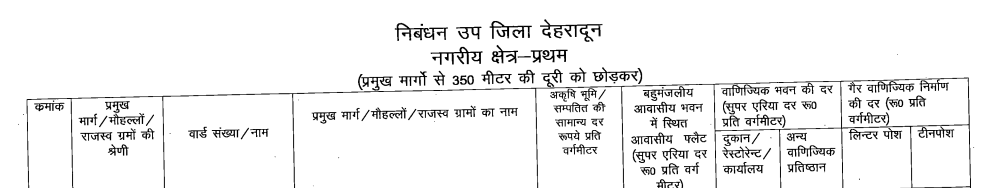 निबंधन उप जिला देहरादून
नगरीय क्षेत्र–प्रथम
(प्रमुख मार्गो से 350 मीटर की दूरी को छोड़कर)
कमांक
प्रमुख
मार्ग/मौहल्लों/
राजस्व ग्रमों की
श्रेणी
वार्ड संख्या/नाम
प्रमुख मार्ग/मौहल्लों/राजस्व ग्रामों का नाम
अकृषि भूमि/
सम्पतित की
सामान्य दर
रूपये प्रति
वर्गमीटर
बहुमंजलीय
आवासीय भवन
में स्थित
आवासीय फ्लैट
(सुपर एरिया दर
रू0 प्रति वर्ग
मीटर)
वाणिज्यिक भवन की दर
(सुपर एरिया दर रू0
प्रति वर्गमीटर)
दुकान/
रेस्टोरेन्ट/
कार्यालय
अन्य
वाणिज्यिक
प्रतिष्ठान
गैर वाणिज्यिक निर्माण
की दर (रू0 प्रति
वर्गमीटर)
लिन्टर पोश
टीनपोश